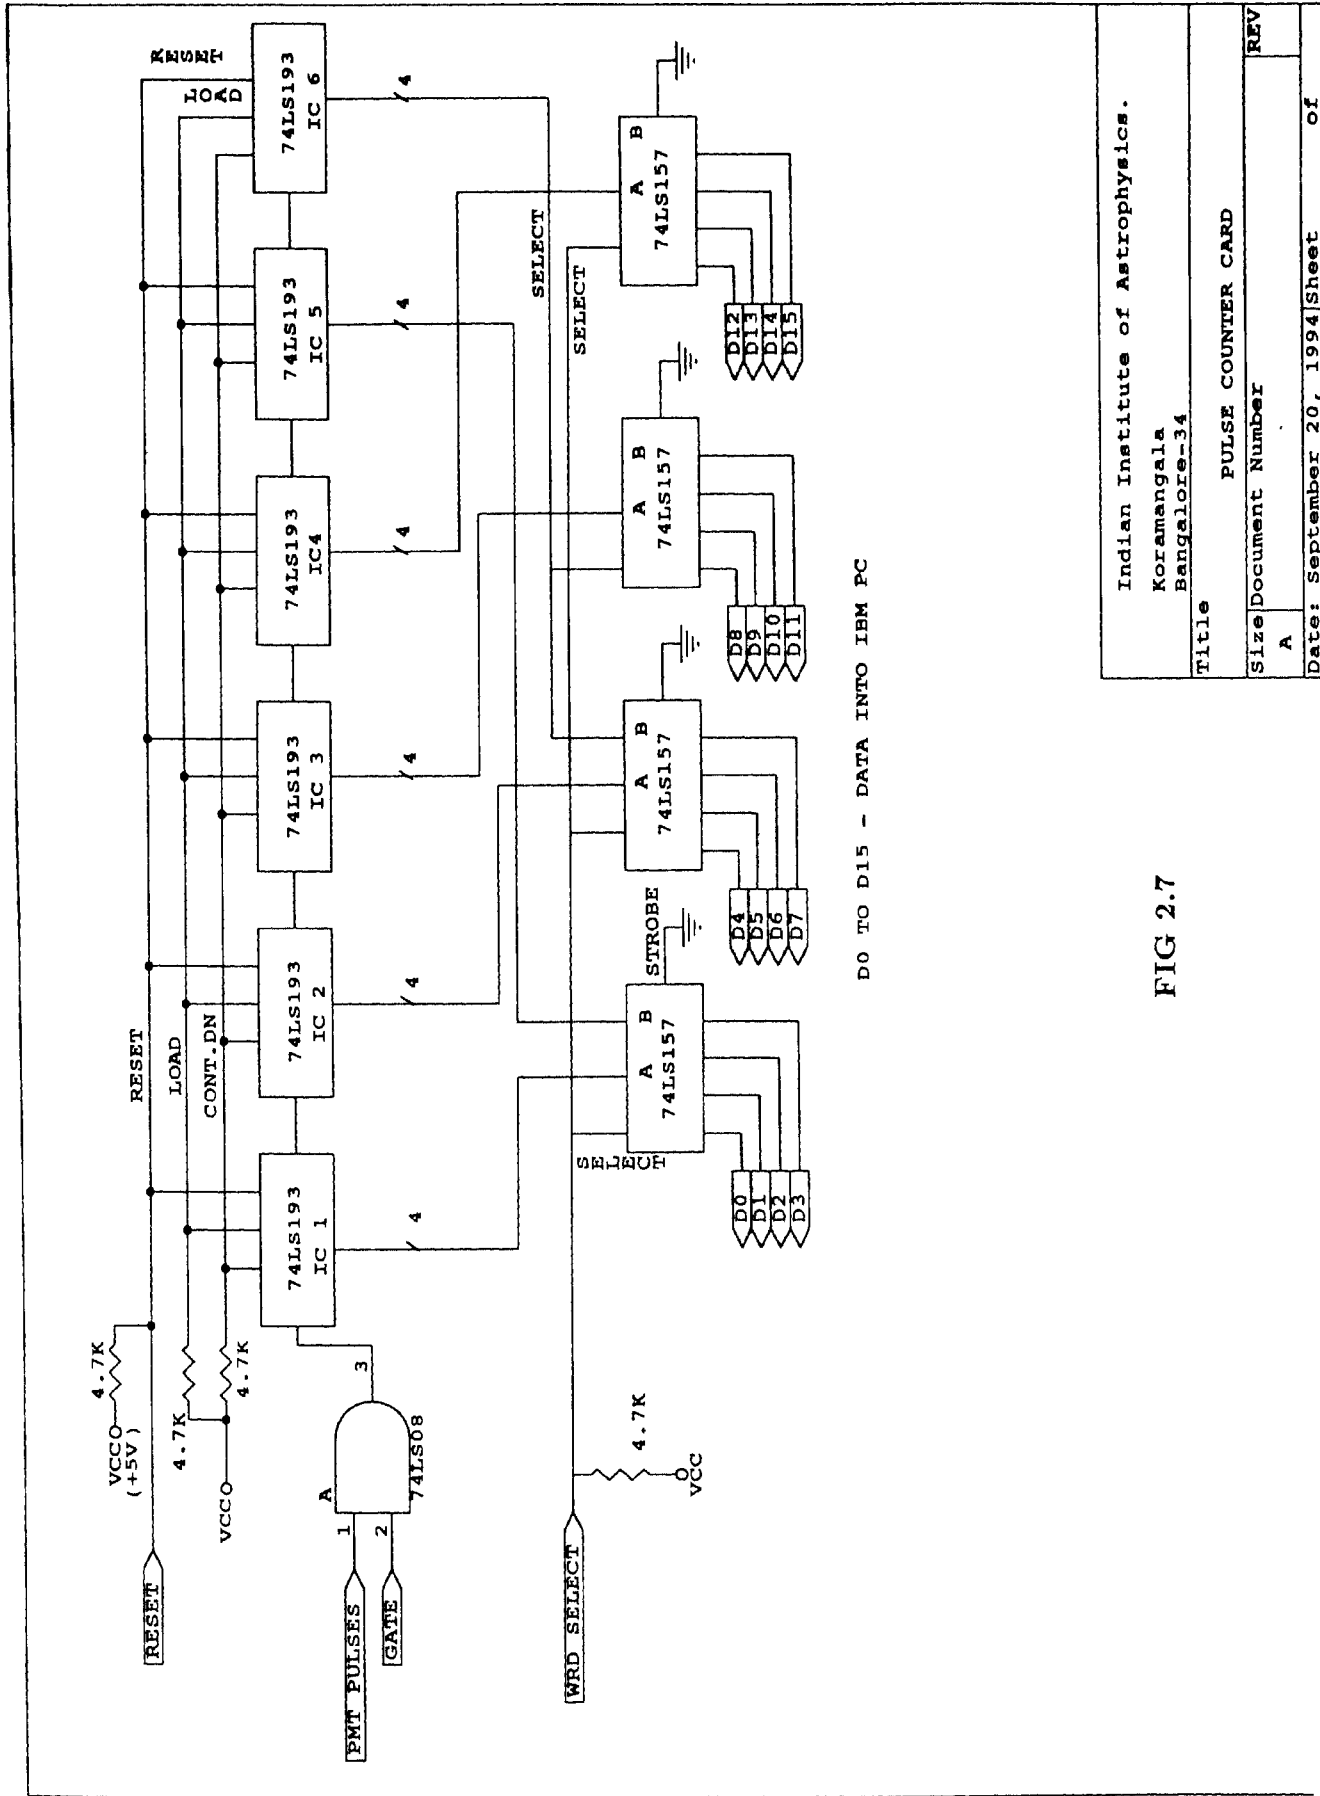 RESET
LOAD
RESET
LOAD
CONT.DN
4.7K
VCC
(+5V)
4.7K
4.7K
VCC
RESET
74LS193
IC 1
74LS193
IC 2
74LS193
IC 3
74LS193
IC4
74LS193
IC 5
74LS193
IC 6
4
4
4
4
4
4
A
1
2
3
74LS08
PMT PULSES
GATE
SELECT
SELECT
SELECT
STROBE
WRD SELECT
4.7K
VCC
A B
74LS157
A B
74LS157
A B
74LS157
A B
74LS157
D0
D1
D2
D3
D4
D5
D6
D7
D8
D9
D10
D11
D12
D13
D14
D15
D0 TO D15 - DATA INTO IBM PC
FIG 2.7
Indian Institute of Astrophysics.
Koramangala
Bangalore-34
Title
PULSE COUNTER CARD
Size Document Number REV
A
Date: September 20, 1994 Sheet of